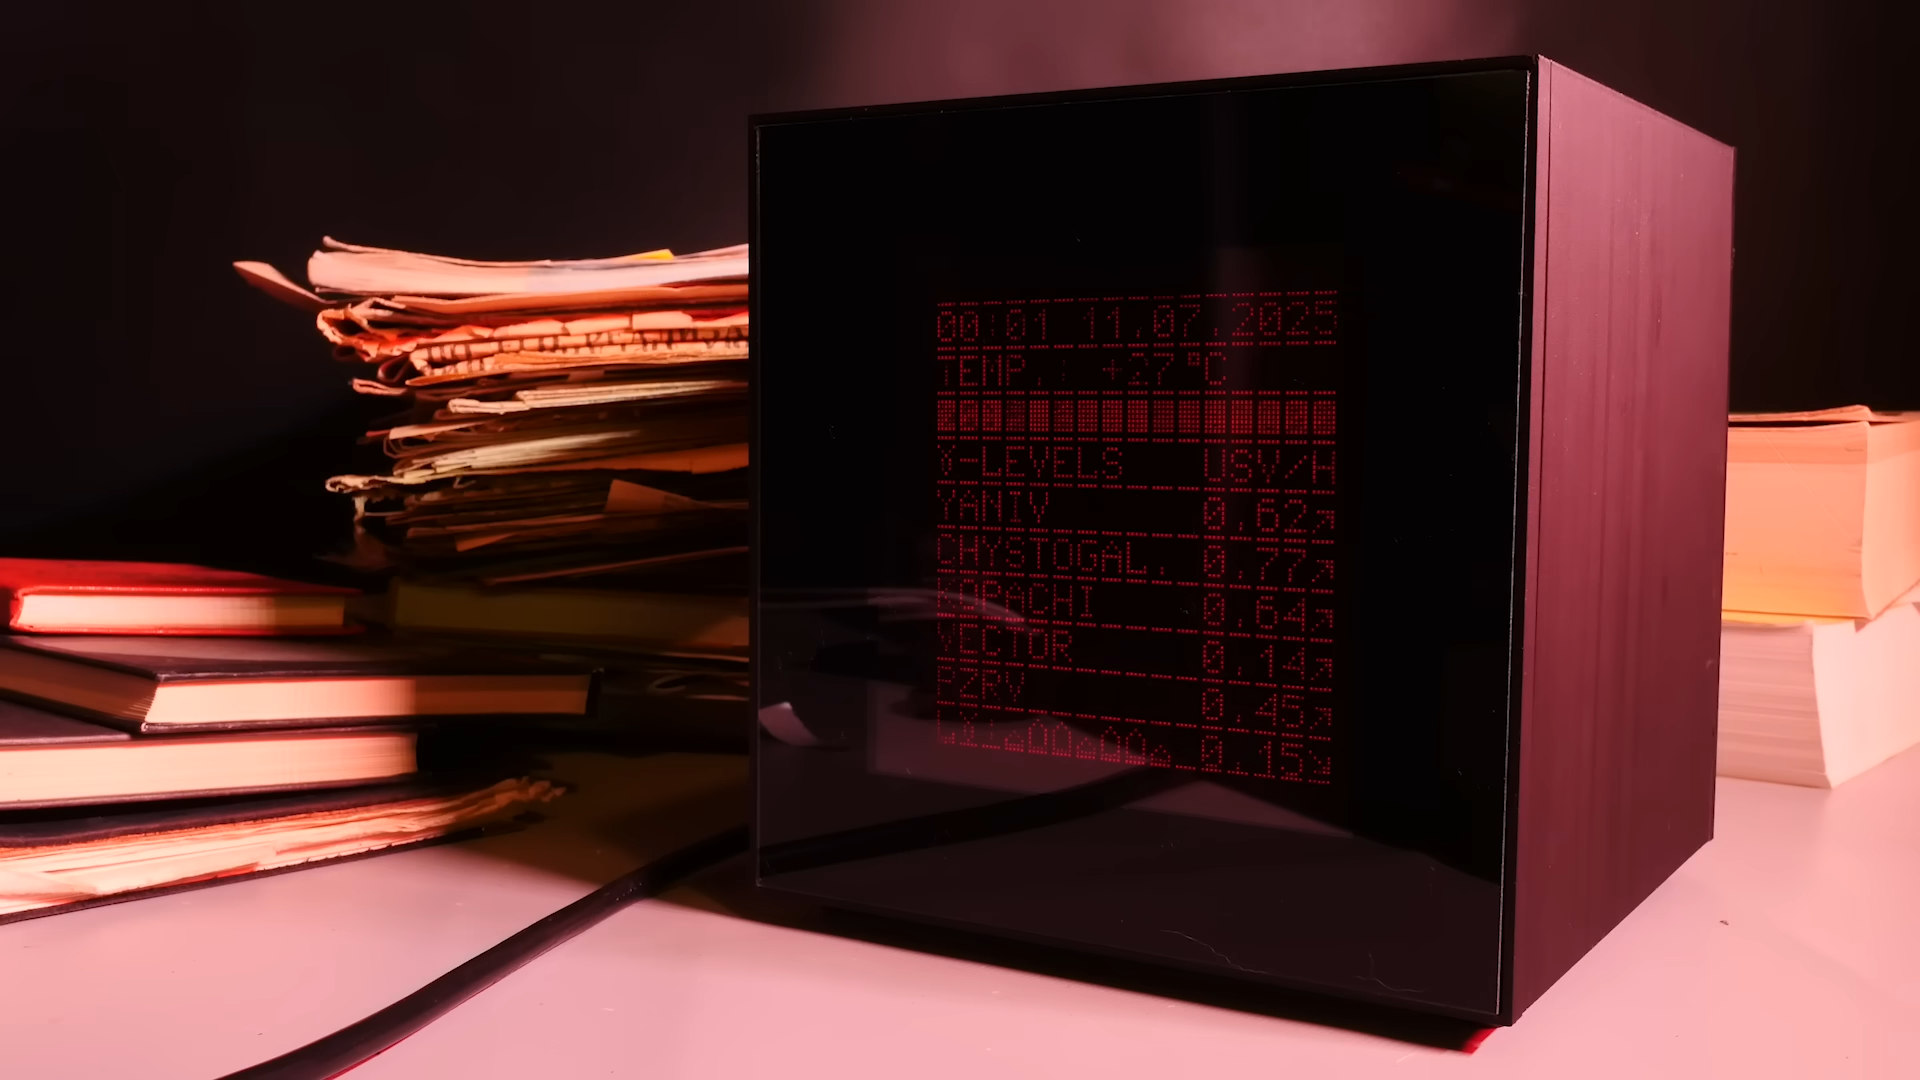 00:01 11.07.2025
TEMP.: +27°C
γ-LEVELS USV/H
YANIV 0.62↗
CHYSTOGAL. 0.77↗
KOPACHI 0.64↗
VECTOR 0.14↗
PZRV 0.45↗
0.15↘